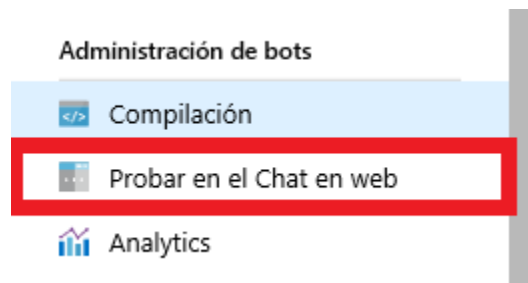 Administración de bots
Compilación
Probar en el Chat en web
Analytics